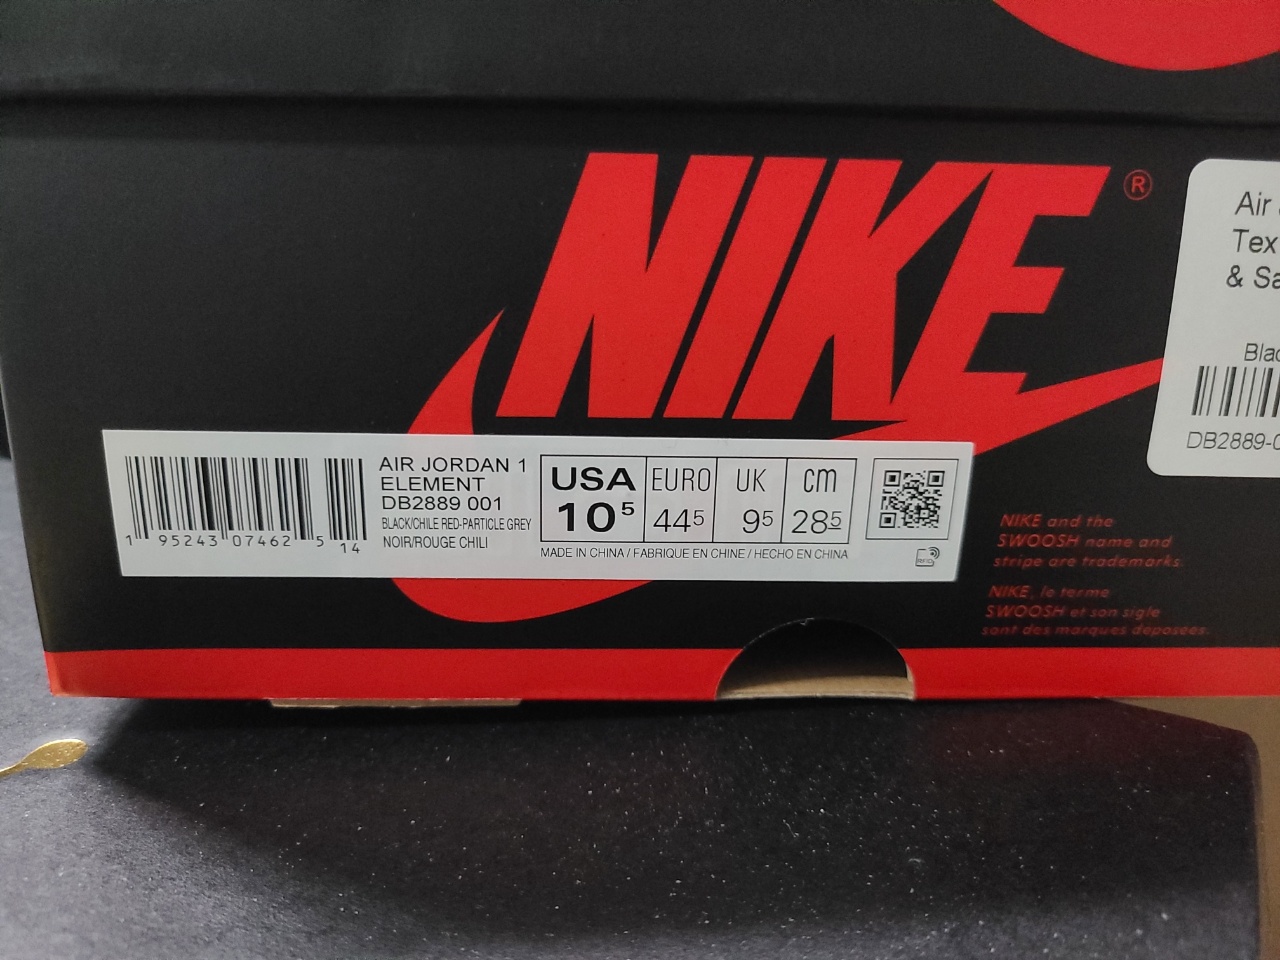 NIKE®
Air
Tex
& Sa
Blac
DB2889-0
AIR JORDAN 1
ELEMENT
DB2889 001
BLACK/CHILE RED-PARTICLE GREY
NOIR/ROUGE CHILI
1 95243 07462 5 14
USA EURO UK cm
10⁵ 44⁵ 9⁵ 28⁵
MADE IN CHINA / FABRIQUE EN CHINE / HECHO EN CHINA
RFID
NIKE and the
SWOOSH name and
stripe are trademarks.
NIKE, le terme
SWOOSH et son sigle
sont des marques deposees.